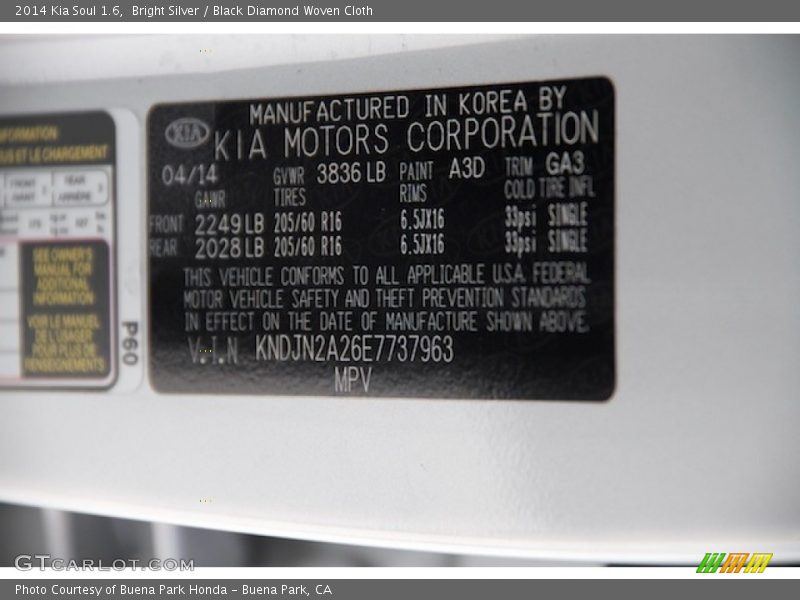 2014 Kia Soul 1.6, Bright Silver / Black Diamond Woven Cloth
MANUFACTURED IN KOREA BY
KIA KIA MOTORS CORPORATION
04/14 GVWR 3836 LB PAINT A3D TRIM GA3
GAWR TIRES RIMS COLD TIRE INFL
FRONT 2249 LB 205/60 R16 6.5JX16 33psi SINGLE
REAR 2028 LB 205/60 R16 6.5JX16 33psi SINGLE
THIS VEHICLE CONFORMS TO ALL APPLICABLE U.S.A. FEDERAL
MOTOR VEHICLE SAFETY AND THEFT PREVENTION STANDARDS
IN EFFECT ON THE DATE OF MANUFACTURE SHOWN ABOVE.
V.I.N KNDJN2A26E7737963
MPV
ET LE CHARGEMENT
FRONT
REAR
SEE OWNER'S
MANUAL FOR
ADDITIONAL
INFORMATION
VOIR LE MANUEL
DE L'USAGER
POUR PLUS DE
RENSEIGNEMENTS
P60
GTCARLOT.COM
Photo Courtesy of Buena Park Honda - Buena Park, CA